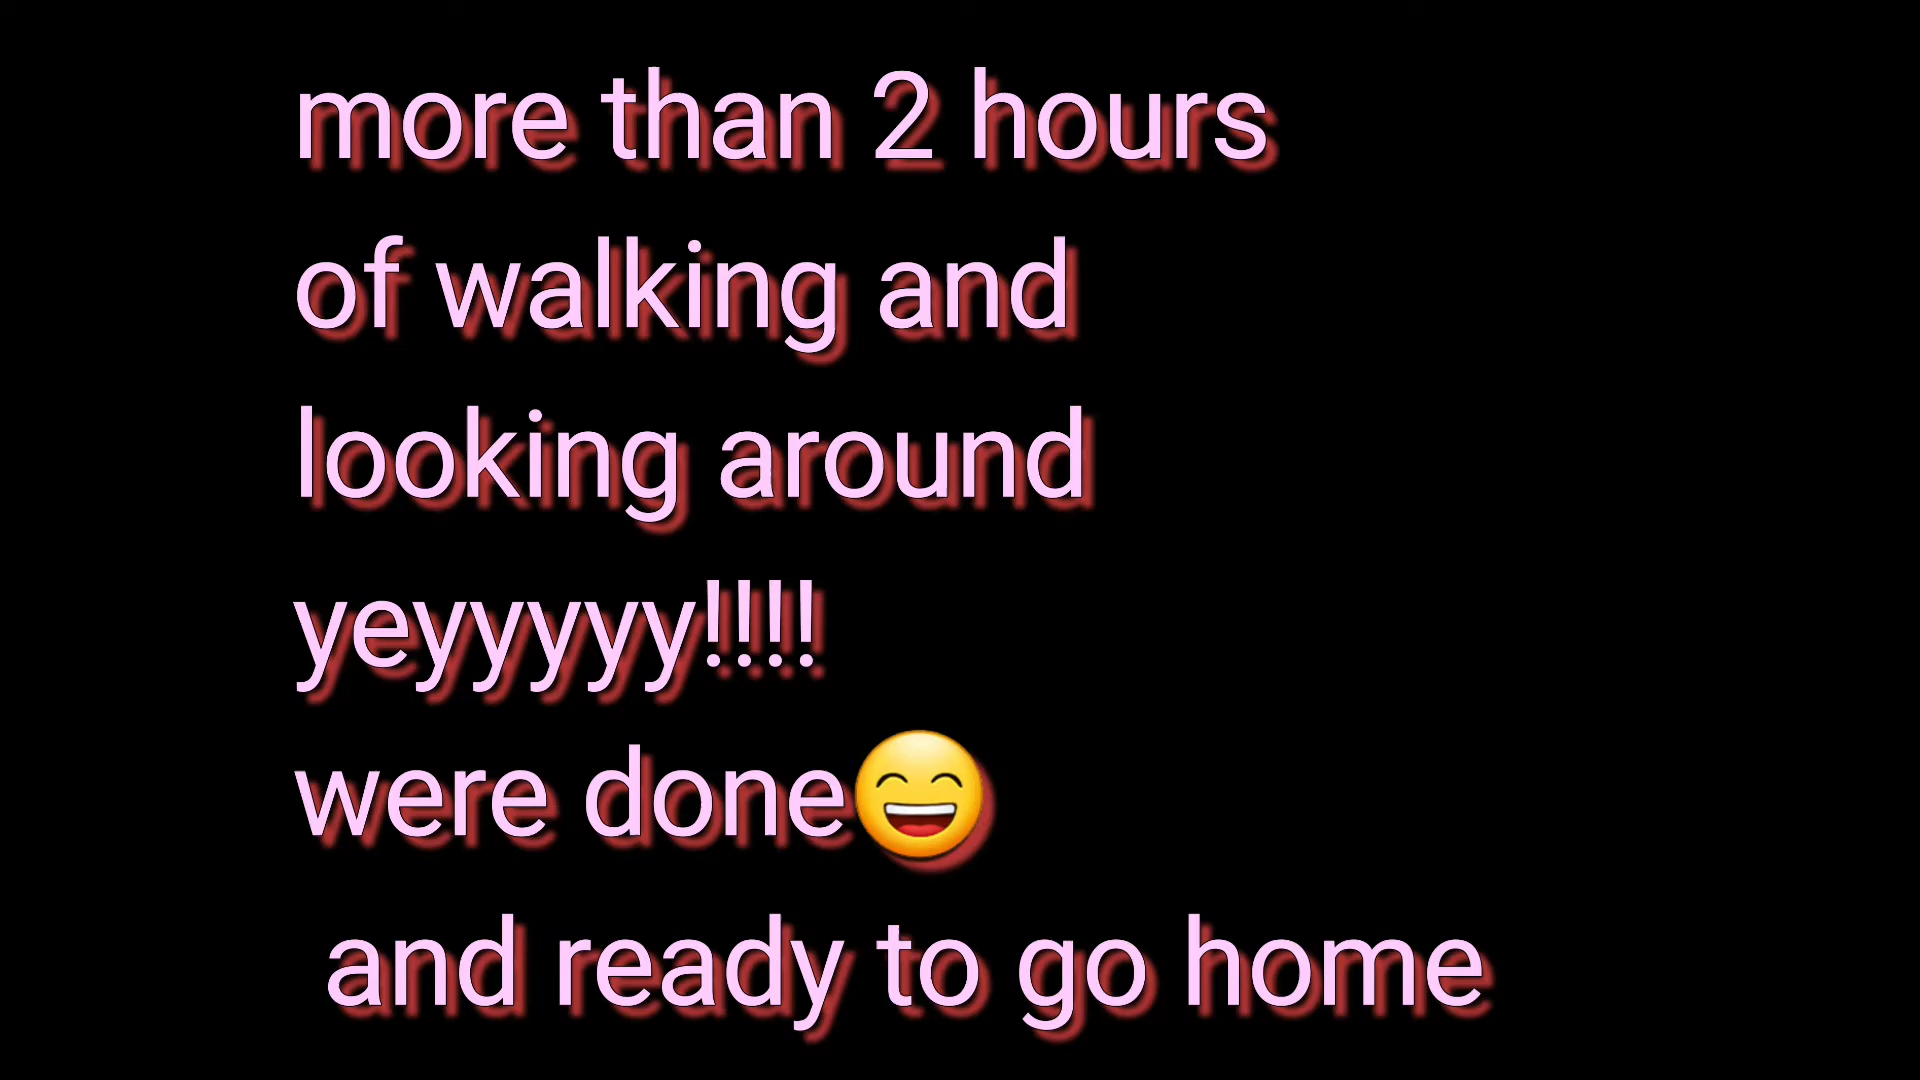 more than 2 hours
of walking and
looking around
yeyyyyy!!!!
were done😄
and ready to go home